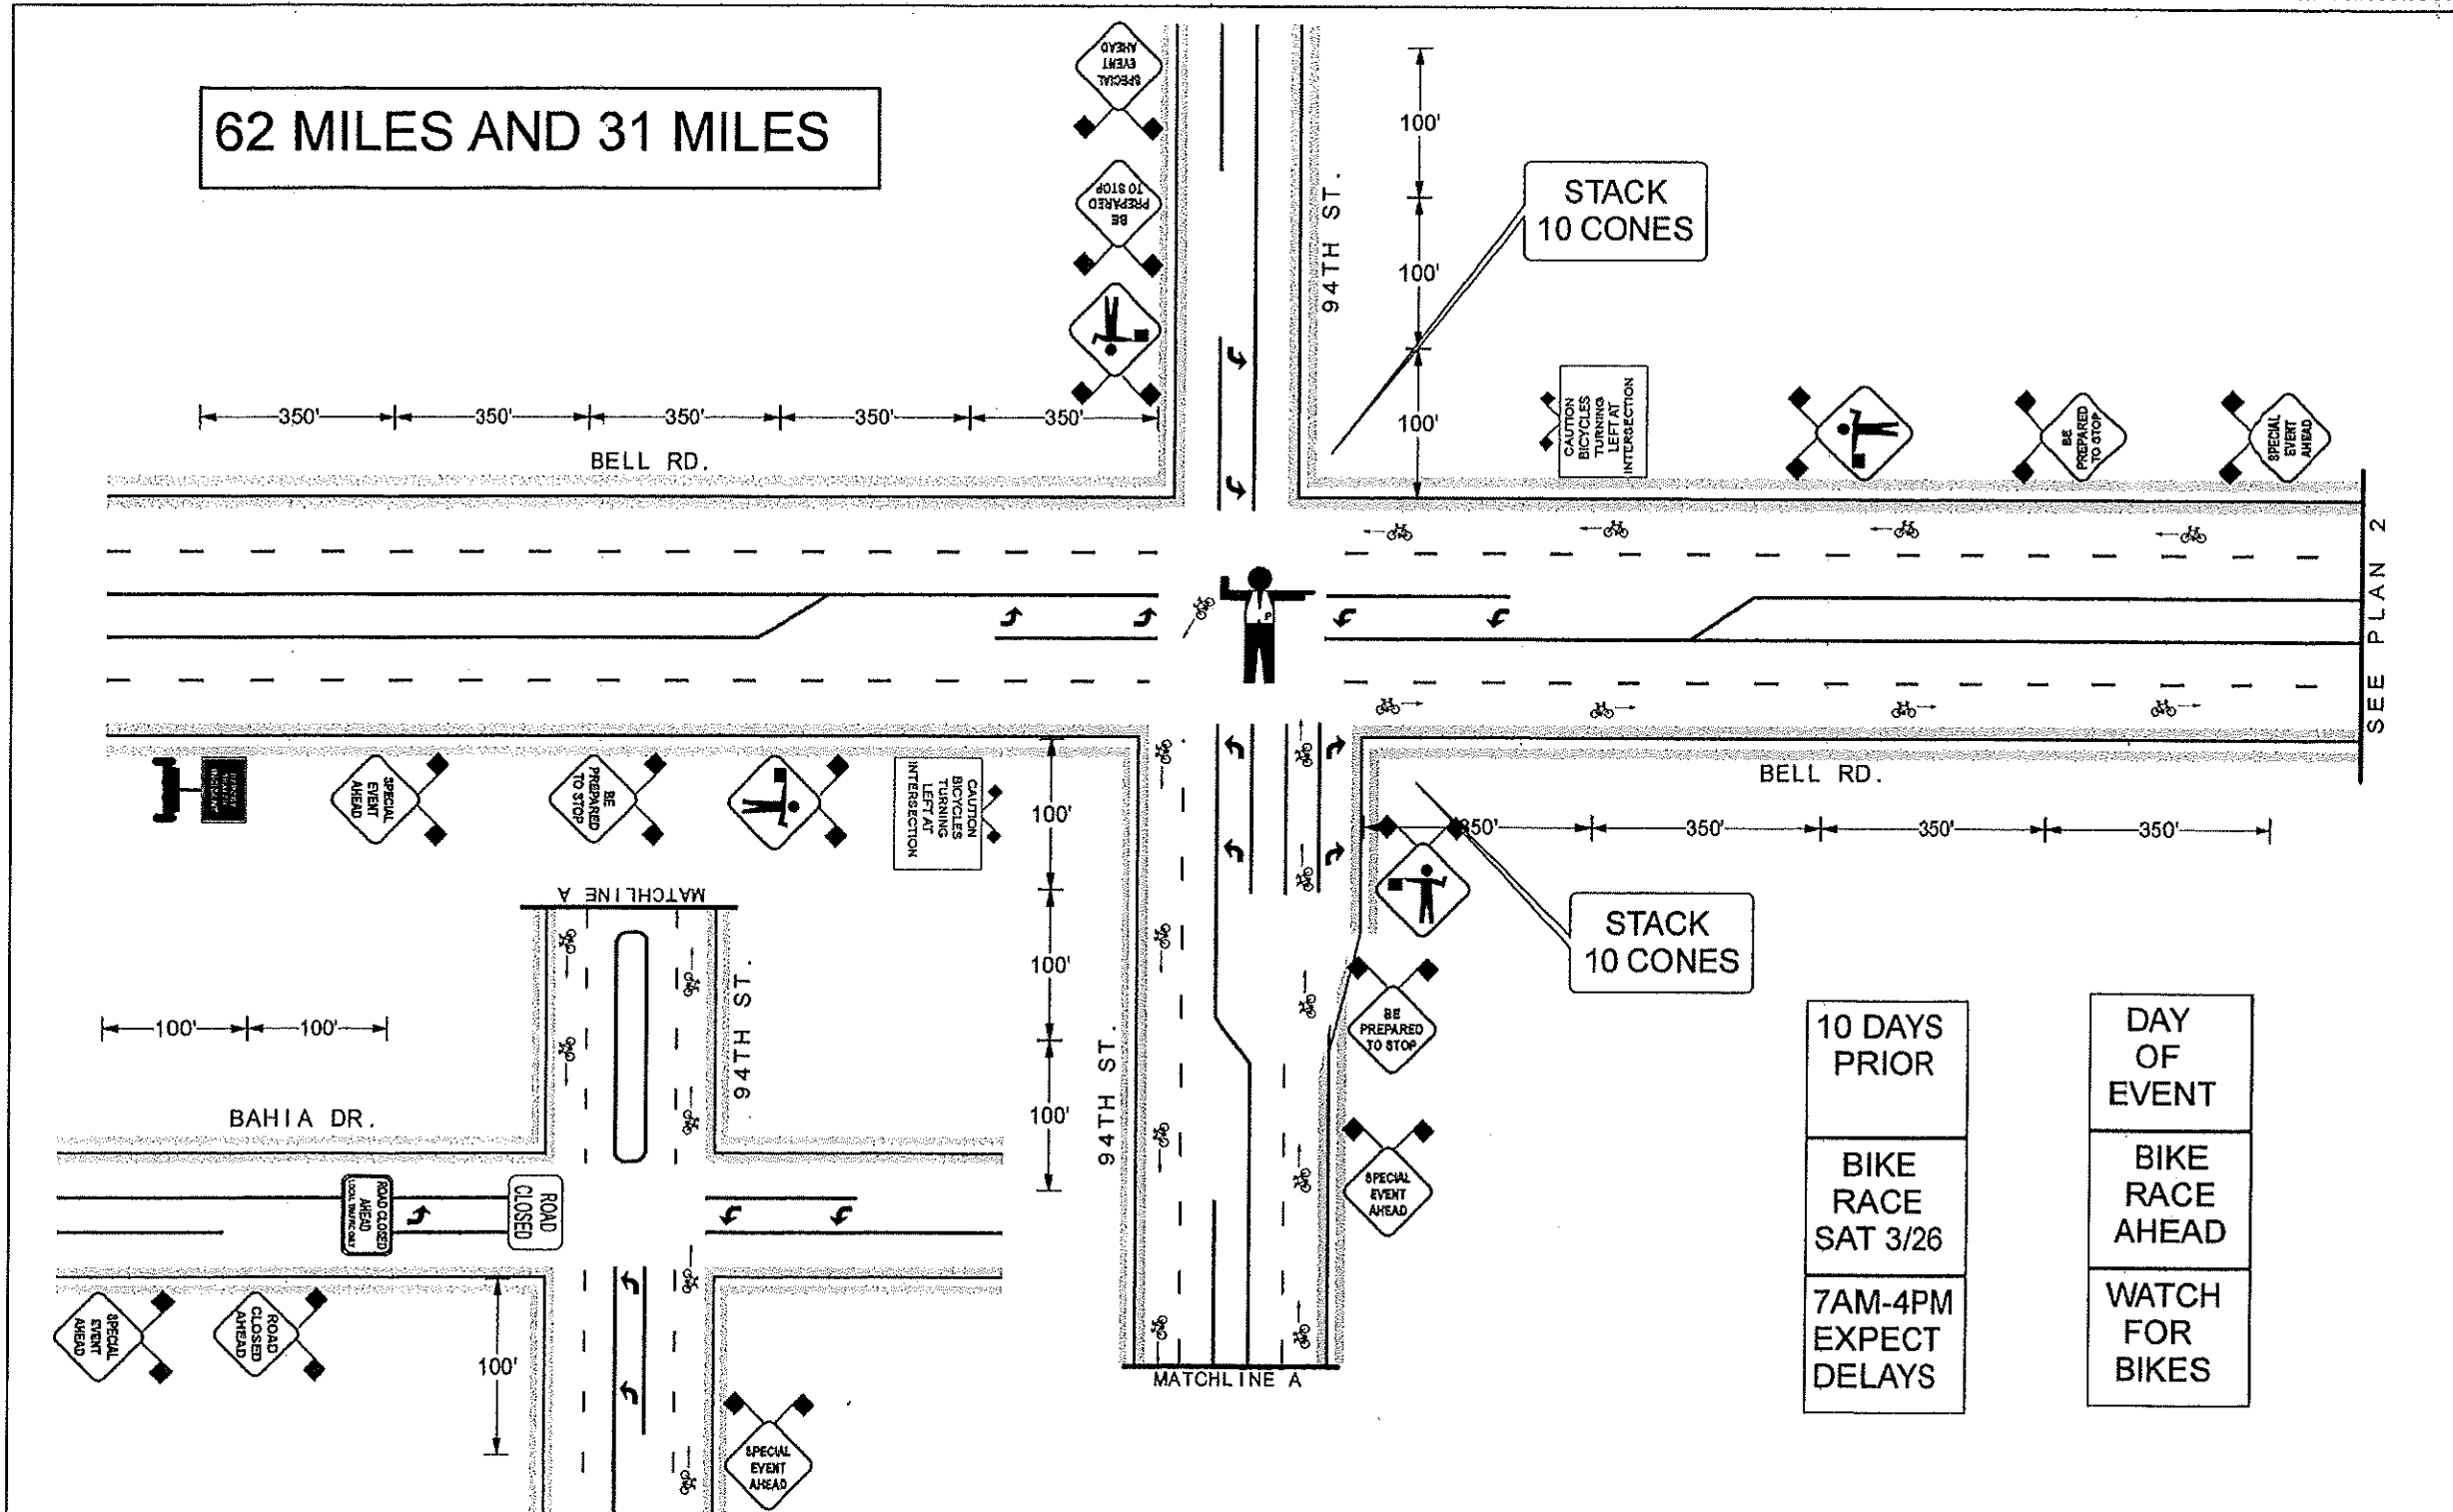 62 MILES AND 31 MILES
SPECIAL
EVENT
AHEAD
BE
PREPARED
TO STOP
94TH ST.
100'
100'
100'
STACK
10 CONES
350'
350'
350'
350'
350'
BELL RD.
CAUTION
BICYCLES
TURNING
LEFT AT
INTERSECTION
BE
PREPARED
TO STOP
SPECIAL
EVENT
AHEAD
SEE PLAN 2
P
SPECIAL
EVENT
AHEAD
BE
PREPARED
TO STOP
CAUTION
BICYCLES
TURNING
LEFT AT
INTERSECTION
100'
100'
100'
BELL RD.
350'
350'
350'
350'
STACK
10 CONES
BE
PREPARED
TO STOP
SPECIAL
EVENT
AHEAD
94TH ST.
MATCHLINE A
MATCHLINE A
94TH ST.
100'
100'
BAHIA DR.
ROAD CLOSED
AHEAD
LOCAL TRAFFIC ONLY
ROAD
CLOSED
SPECIAL
EVENT
AHEAD
ROAD
CLOSED
AHEAD
100'
SPECIAL
EVENT
AHEAD
10 DAYS
PRIOR
BIKE
RACE
SAT 3/26
7AM-4PM
EXPECT
DELAYS
DAY
OF
EVENT
BIKE
RACE
AHEAD
WATCH
FOR
BIKES